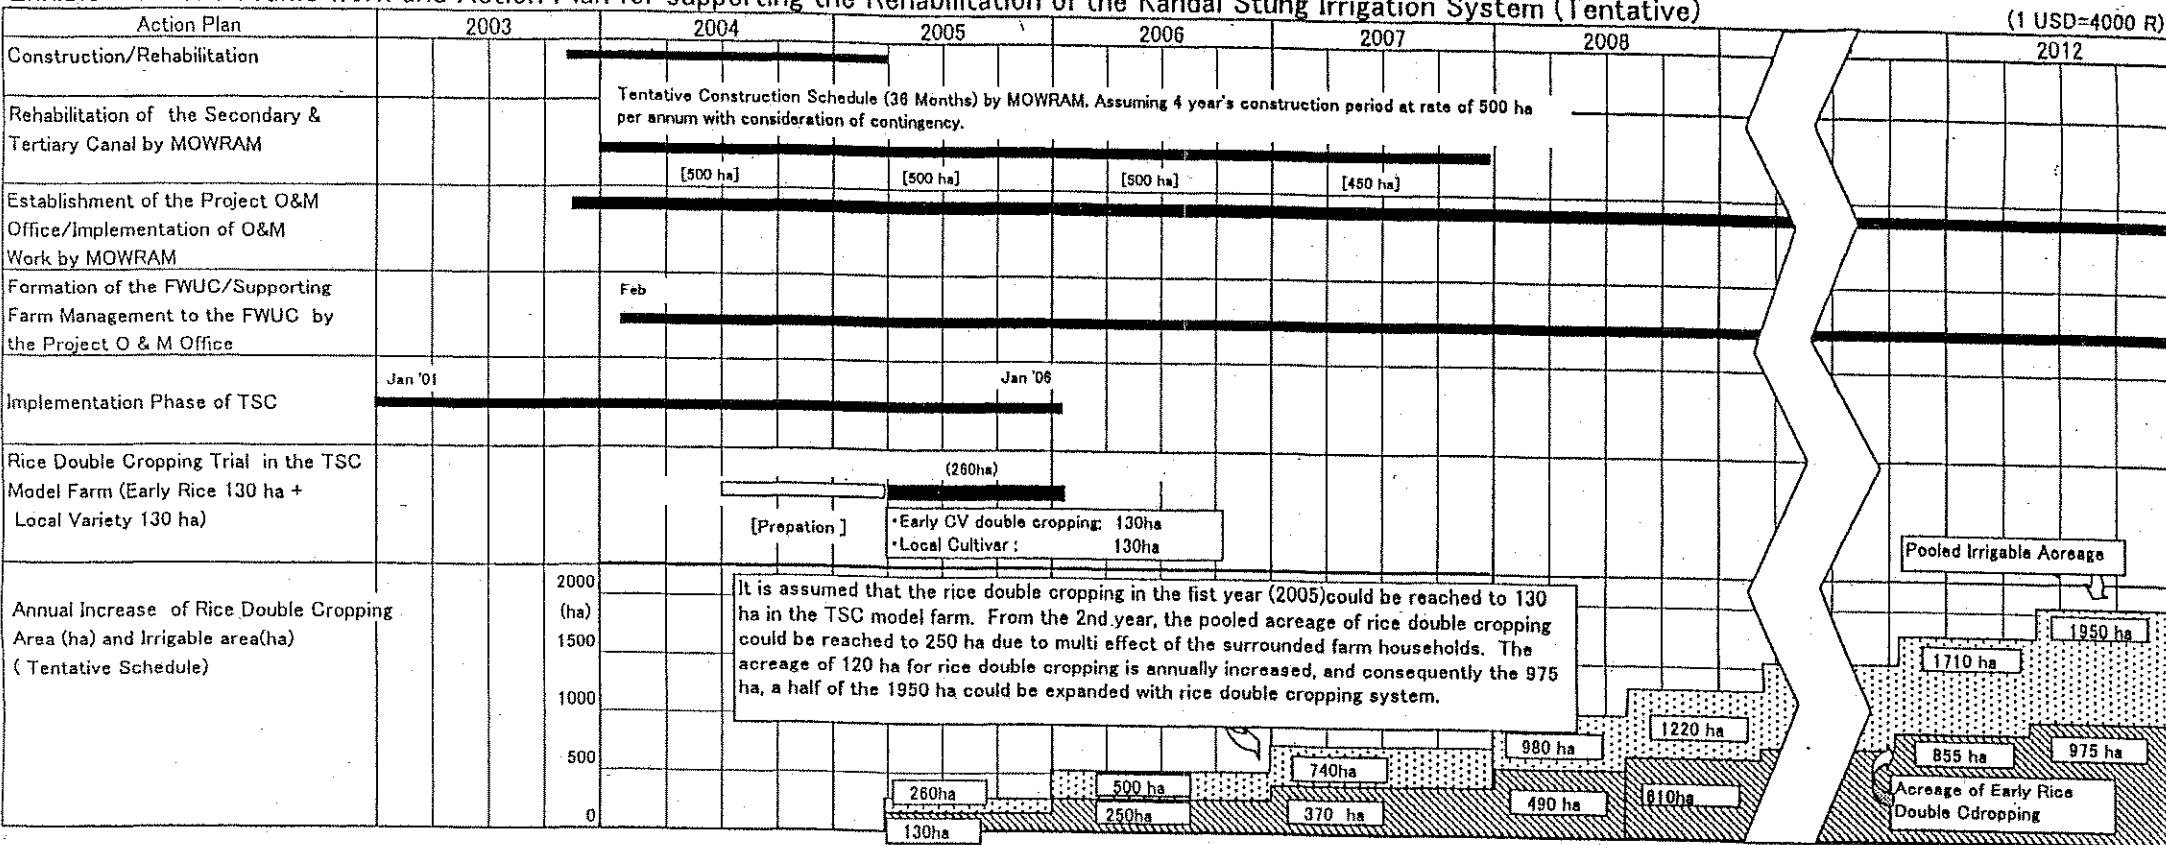 the Rehabilitation of the Kandal Stung Irrigation System (Tentative)
(1 USD=4000 R)
Action Plan 2003 2004 2005 2006 2007 2008 2012
Construction/Rehabilitation
Tentative Construction Schedule (36 Months) by MOWRAM. Assuming 4 year's construction period at rate of 500 ha
per annum with consideration of contingency.
Rehabilitation of the Secondary &
Tertiary Canal by MOWRAM
[500 ha] [500 ha] [500 ha] [450 ha]
Establishment of the Project O&M
Office/Implementation of O&M
Work by MOWRAM
Formation of the FWUC/Supporting
Farm Management to the FWUC by
the Project O & M Office
Feb
Jan '01 Jan '06
Implementation Phase of TSC
Rice Double Cropping Trial in the TSC
Model Farm (Early Rice 130 ha +
Local Variety 130 ha)
(260ha)
[Prepation ]
・Early CV double cropping: 130ha
・Local Cultivar : 130ha
Pooled Irrigable Aoreage
Annual Increase of Rice Double Cropping
Area (ha) and Irrigable area(ha)
( Tentative Schedule)
2000
(ha)
1500
1000
500
0
It is assumed that the rice double cropping in the fist year (2005)could be reached to 130
ha in the TSC model farm. From the 2nd.year, the pooled acreage of rice double cropping
could be reached to 250 ha due to multi effect of the surrounded farm households. The
acreage of 120 ha for rice double cropping is annually increased, and consequently the 975
ha, a half of the 1950 ha could be expanded with rice double cropping system.
260ha 500 ha 740ha 980 ha 1220 ha 1710 ha 1950 ha
130ha 250ha 370 ha 490 ha 610ha 855 ha 975 ha
Acreage of Early Rice
Double Cdropping